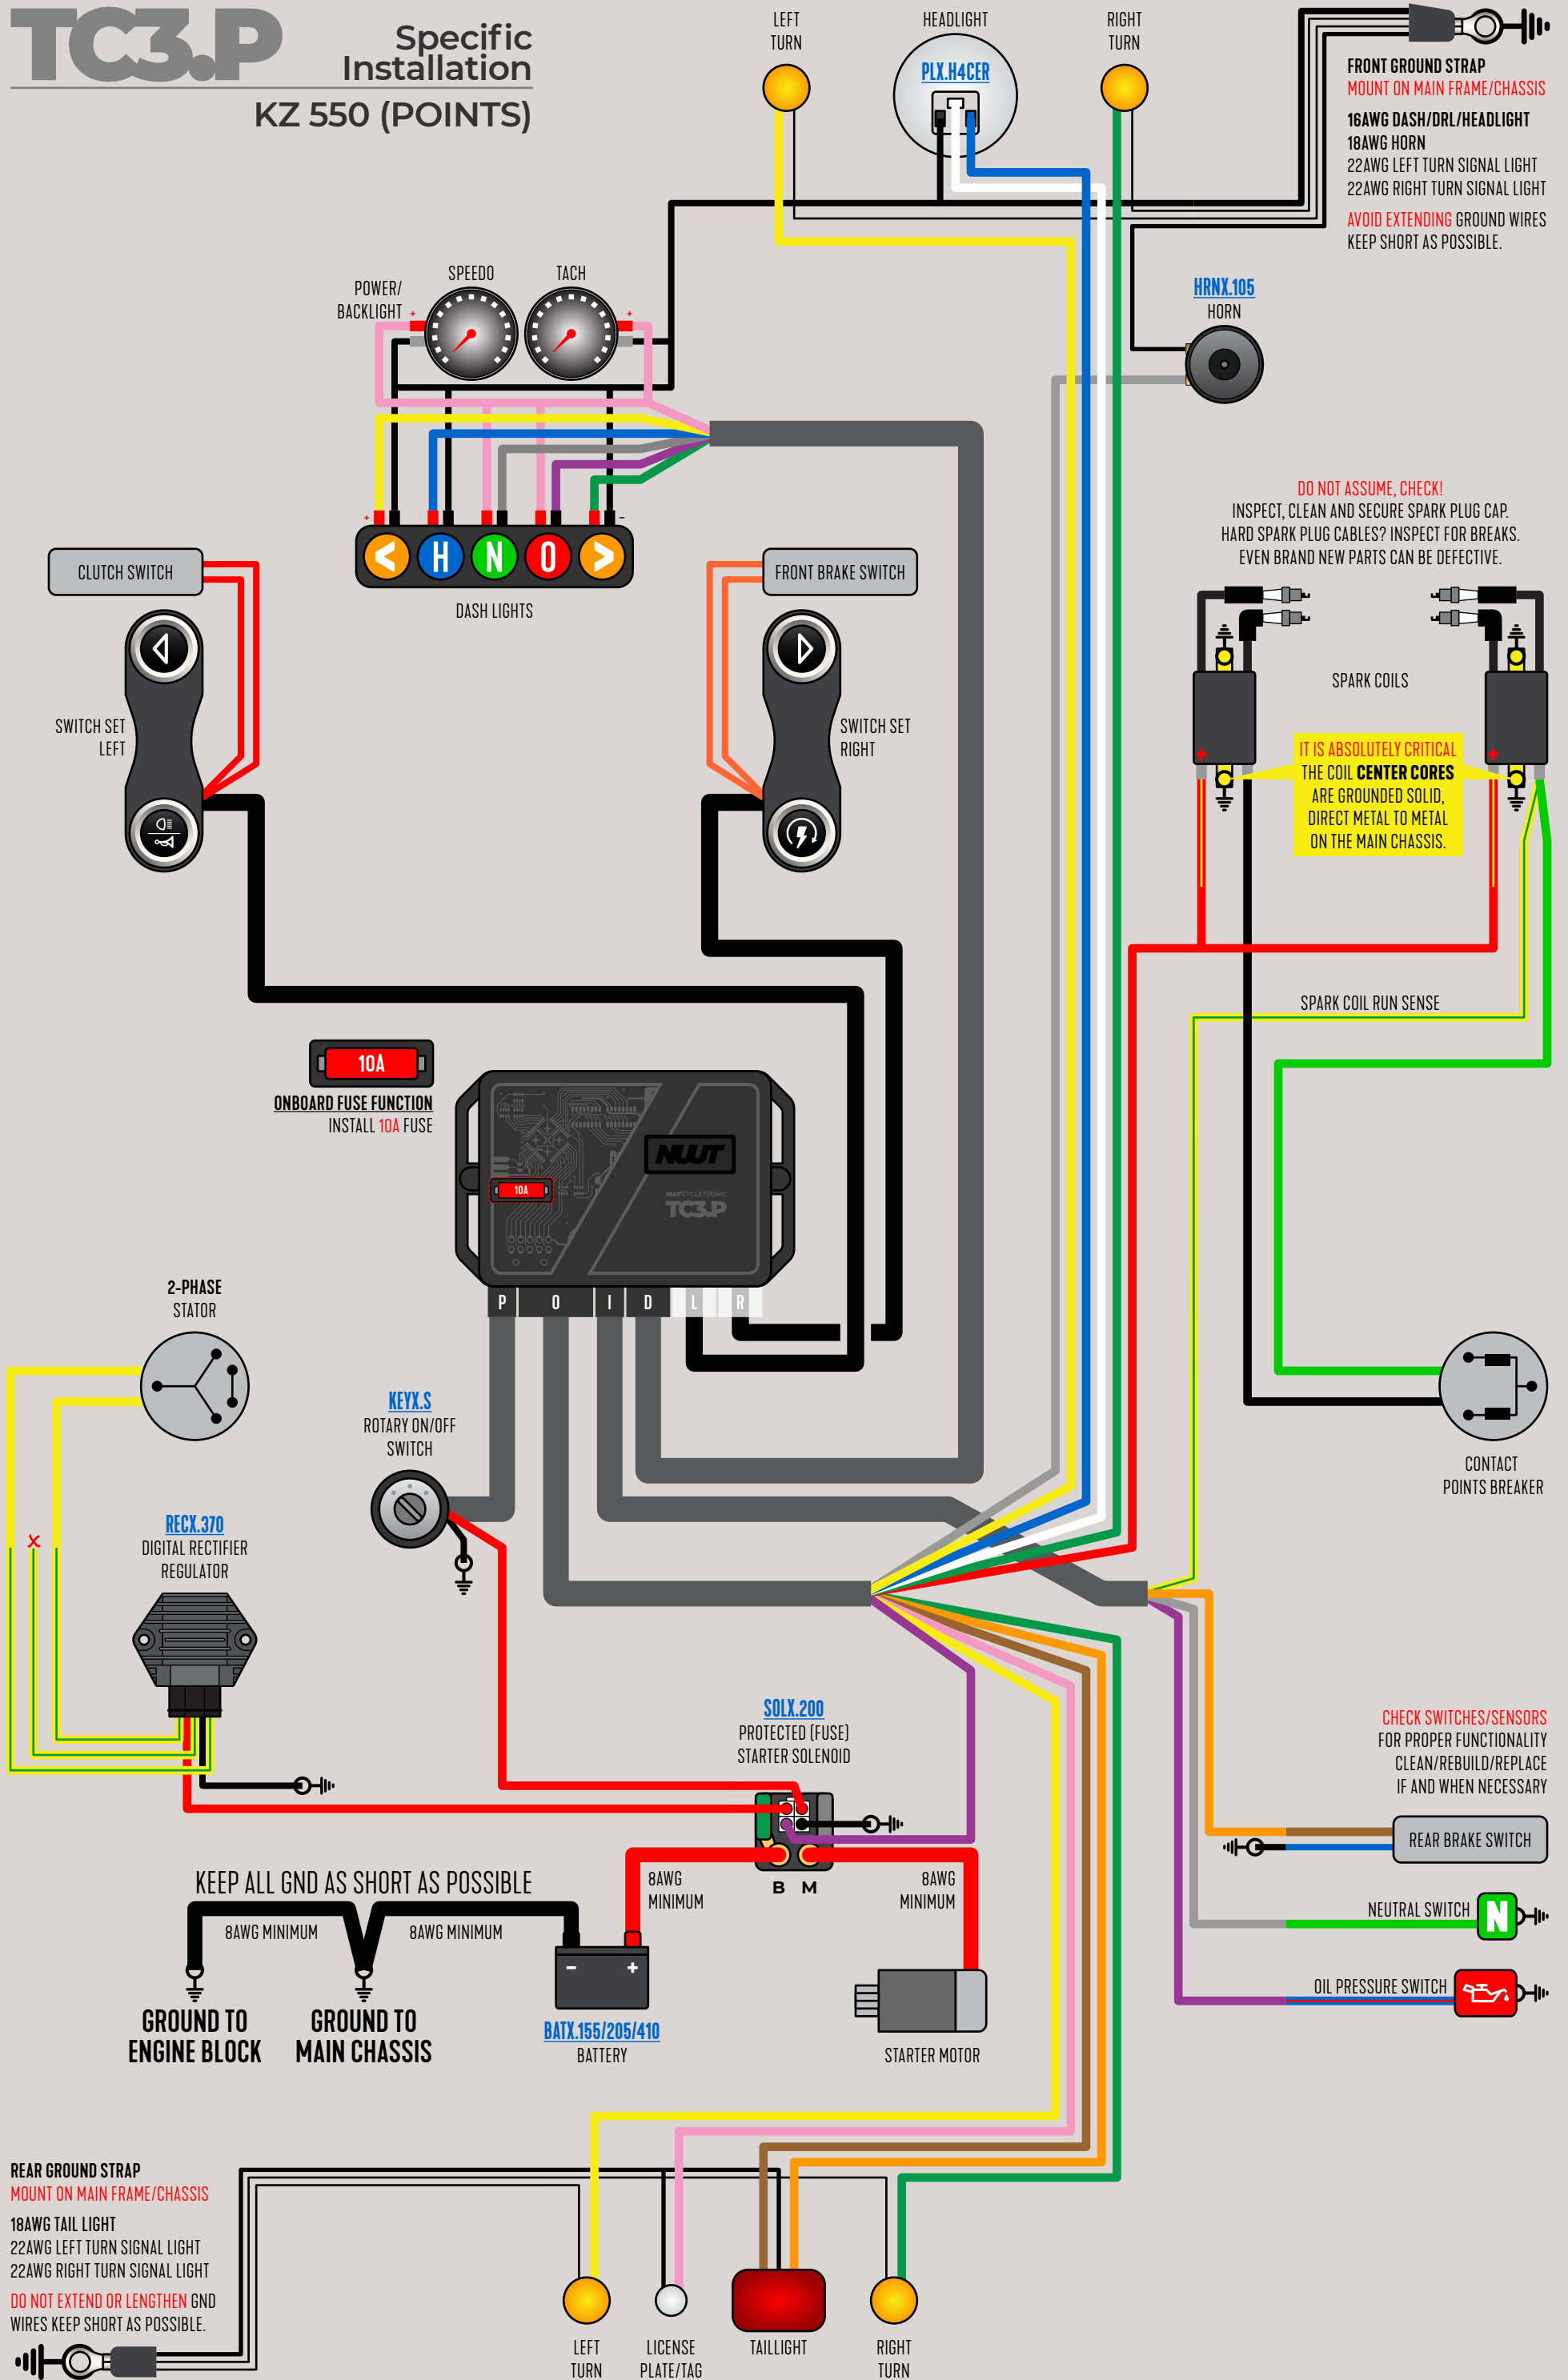 TC3.P
Specific
Installation
KZ 550 (POINTS)
LEFT
TURN
HEADLIGHT
PLX.H4CER
RIGHT
TURN
FRONT GROUND STRAP
MOUNT ON MAIN FRAME/CHASSIS
16AWG DASH/DRL/HEADLIGHT
18AWG HORN
22AWG LEFT TURN SIGNAL LIGHT
22AWG RIGHT TURN SIGNAL LIGHT
AVOID EXTENDING GROUND WIRES
KEEP SHORT AS POSSIBLE.
POWER/
BACKLIGHT
SPEEDO
TACH
+
+
HRNX.105
HORN
+
-
< H N O >
DASH LIGHTS
CLUTCH SWITCH
FRONT BRAKE SWITCH
SWITCH SET
LEFT
SWITCH SET
RIGHT
DO NOT ASSUME, CHECK!
INSPECT, CLEAN AND SECURE SPARK PLUG CAP.
HARD SPARK PLUG CABLES? INSPECT FOR BREAKS.
EVEN BRAND NEW PARTS CAN BE DEFECTIVE.
SPARK COILS
+
+
IT IS ABSOLUTELY CRITICAL
THE COIL CENTER CORES
ARE GROUNDED SOLID,
DIRECT METAL TO METAL
ON THE MAIN CHASSIS.
SPARK COIL RUN SENSE
10A
ONBOARD FUSE FUNCTION
INSTALL 10A FUSE
NWT
10A
NWT CYCLETRONIC
TC3.P
P O I D L R
2-PHASE
STATOR
KEYX.S
ROTARY ON/OFF
SWITCH
CONTACT
POINTS BREAKER
X
RECX.370
DIGITAL RECTIFIER
REGULATOR
SOLX.200
PROTECTED (FUSE)
STARTER SOLENOID
B M
8AWG
MINIMUM
8AWG
MINIMUM
CHECK SWITCHES/SENSORS
FOR PROPER FUNCTIONALITY
CLEAN/REBUILD/REPLACE
IF AND WHEN NECESSARY
REAR BRAKE SWITCH
NEUTRAL SWITCH
N
OIL PRESSURE SWITCH
KEEP ALL GND AS SHORT AS POSSIBLE
8AWG MINIMUM
8AWG MINIMUM
- +
GROUND TO
ENGINE BLOCK
GROUND TO
MAIN CHASSIS
BATX.155/205/410
BATTERY
STARTER MOTOR
REAR GROUND STRAP
MOUNT ON MAIN FRAME/CHASSIS
18AWG TAIL LIGHT
22AWG LEFT TURN SIGNAL LIGHT
22AWG RIGHT TURN SIGNAL LIGHT
DO NOT EXTEND OR LENGTHEN GND
WIRES KEEP SHORT AS POSSIBLE.
LEFT
TURN
LICENSE
PLATE/TAG
TAILLIGHT
RIGHT
TURN